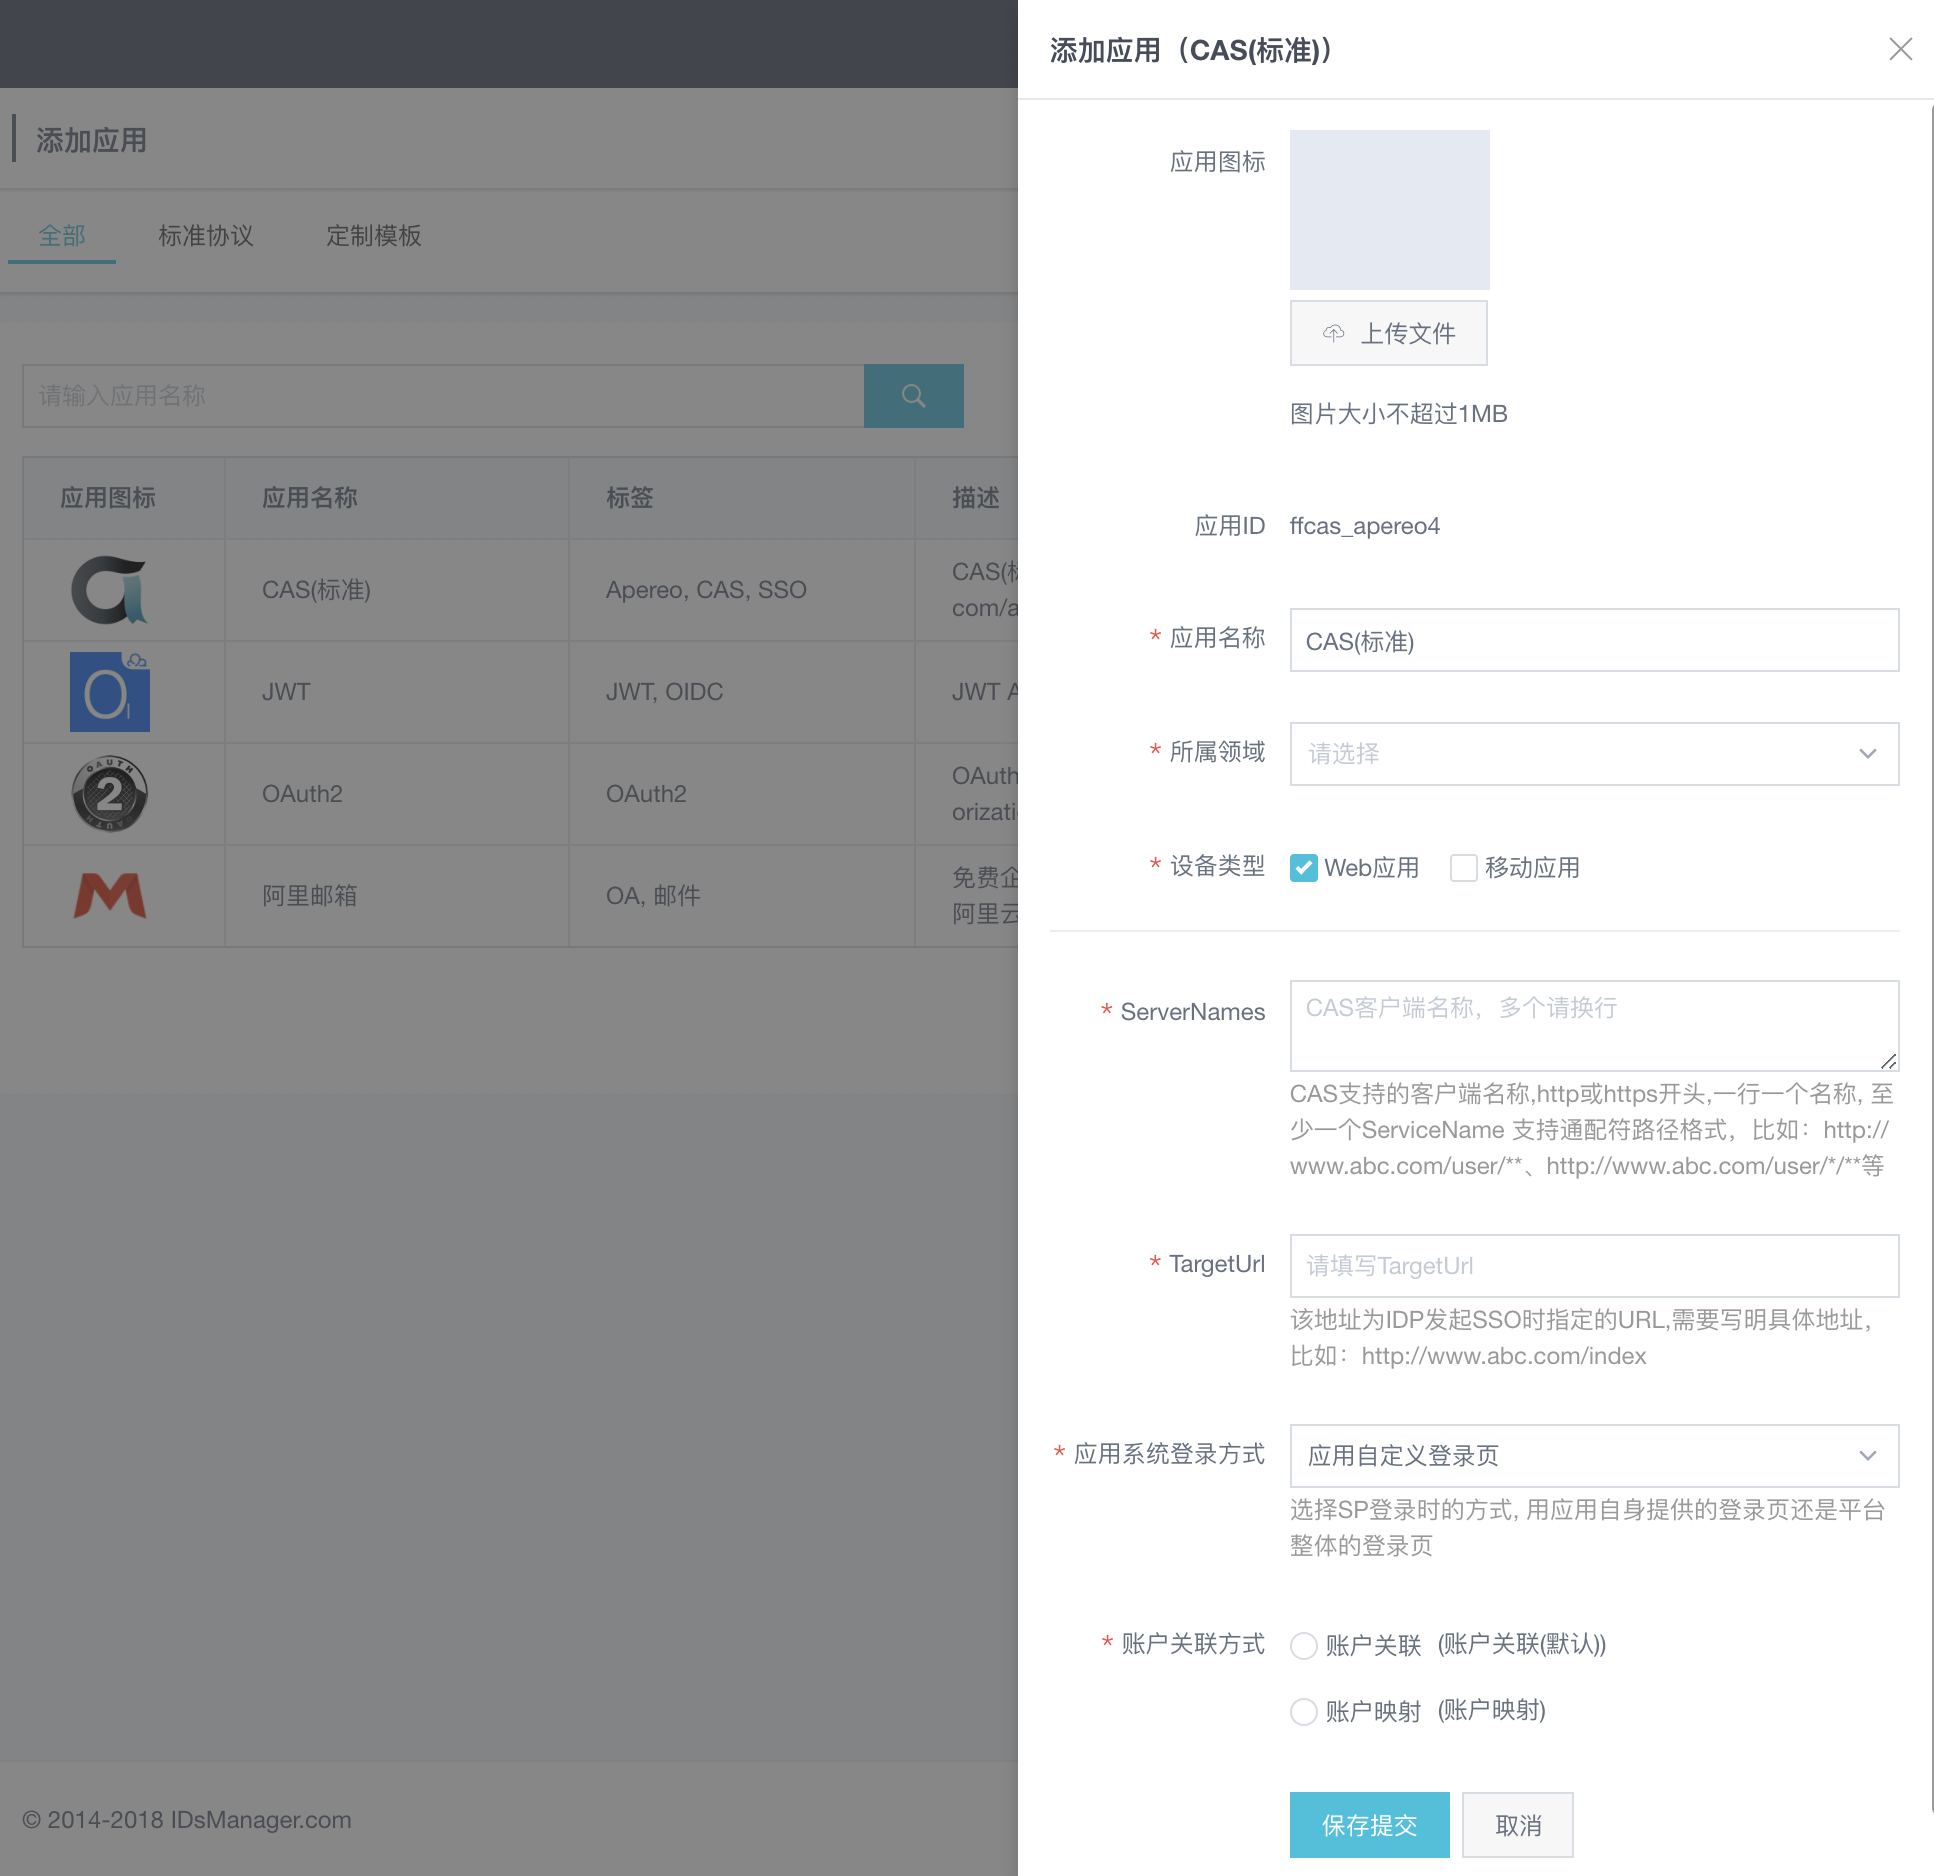 添加应用
全部
标准协议
定制模板
请输入应用名称
应用图标 应用名称 标签 描述
CAS(标准) Apereo, CAS, SSO
com/a
JWT JWT, OIDC JWT A
OAuth2 OAuth2 OAuth
orizati
阿里邮箱 OA, 邮件 免费企
阿里云
© 2014-2018 IDsManager.com
添加应用（CAS(标准)）
应用图标
上传文件
图片大小不超过1MB
应用ID ffcas_apereo4
* 应用名称 CAS(标准)
* 所属领域 请选择
* 设备类型 Web应用 移动应用
* ServerNames CAS客户端名称，多个请换行
CAS支持的客户端名称,http或https开头,一行一个名称, 至
少一个ServiceName 支持通配符路径格式，比如：http://
www.abc.com/user/**、http://www.abc.com/user/*/**等
* TargetUrl 请填写TargetUrl
该地址为IDP发起SSO时指定的URL,需要写明具体地址,
比如：http://www.abc.com/index
* 应用系统登录方式 应用自定义登录页
选择SP登录时的方式, 用应用自身提供的登录页还是平台
整体的登录页
* 账户关联方式 账户关联 (账户关联(默认))
账户映射 (账户映射)
保存提交 取消